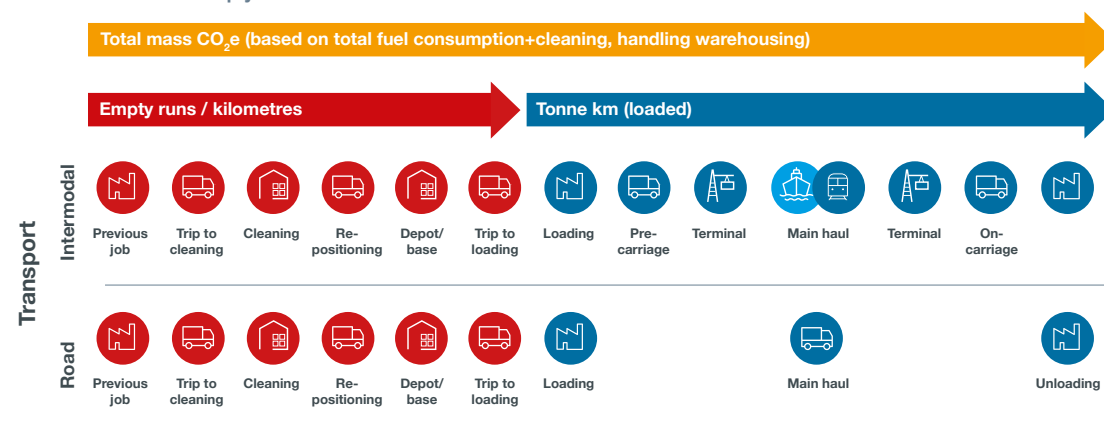 Total mass CO2e (based on total fuel consumption+cleaning, handling warehousing)
Empty runs / kilometres
Tonne km (loaded)
Transport
Intermodal
Previous
job
Trip to
cleaning
Cleaning
Re-
positioning
Depot/
base
Trip to
loading
Loading
Pre-
carriage
Terminal
Main haul
Terminal
On-
carriage
Road
Previous
job
Trip to
cleaning
Cleaning
Re-
positioning
Depot/
base
Trip to
loading
Loading
Main haul
Unloading